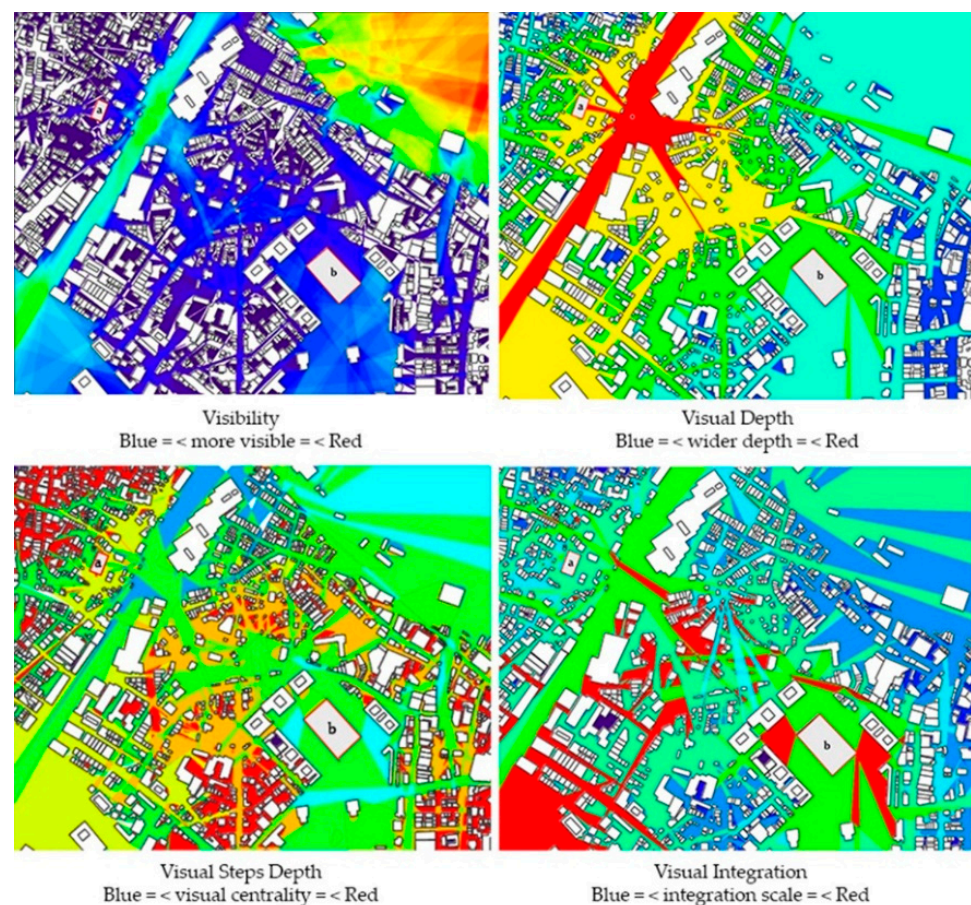 a
b
a
b
Visibility
Blue = < more visible = < Red
Visual Depth
Blue = < wider depth = < Red
a
b
a
b
Visual Steps Depth
Blue = < visual centrality = < Red
Visual Integration
Blue = < integration scale = < Red